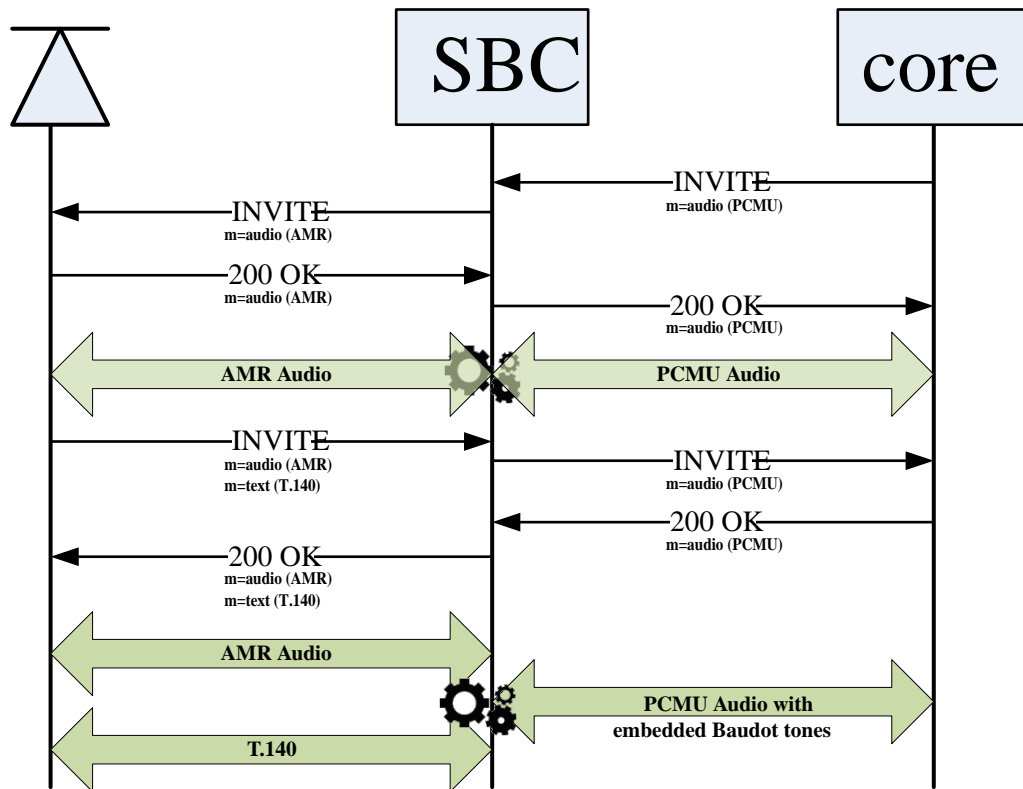 SBC
core
INVITE
m=audio (PCMU)
INVITE
m=audio (AMR)
200 OK
m=audio (AMR)
200 OK
m=audio (PCMU)
AMR Audio
PCMU Audio
INVITE
m=audio (AMR)
m=text (T.140)
INVITE
m=audio (PCMU)
200 OK
m=audio (PCMU)
200 OK
m=audio (AMR)
m=text (T.140)
AMR Audio
PCMU Audio with
embedded Baudot tones
T.140